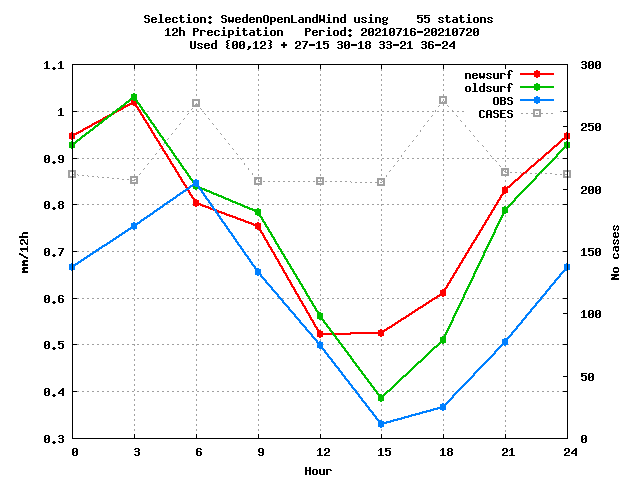 Selection: SwedenOpenLandWind using    55 stations
12h Precipitation   Period: 20210716-20210720
Used {00,12} + 27-15 30-18 33-21 36-24
newsurf
oldsurf
OBS
CASES
1.1
1
0.9
0.8
0.7
0.6
0.5
0.4
0.3
mm/12h
300
250
200
150
100
50
0
No cases
0 3 6 9 12 15 18 21 24
Hour